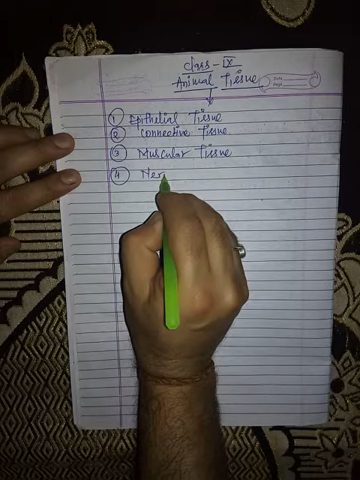 Class - IX
Animal Tissue
① Epithelial Tissue
② Connective Tissue
③ Muscular Tissue
④ Ner